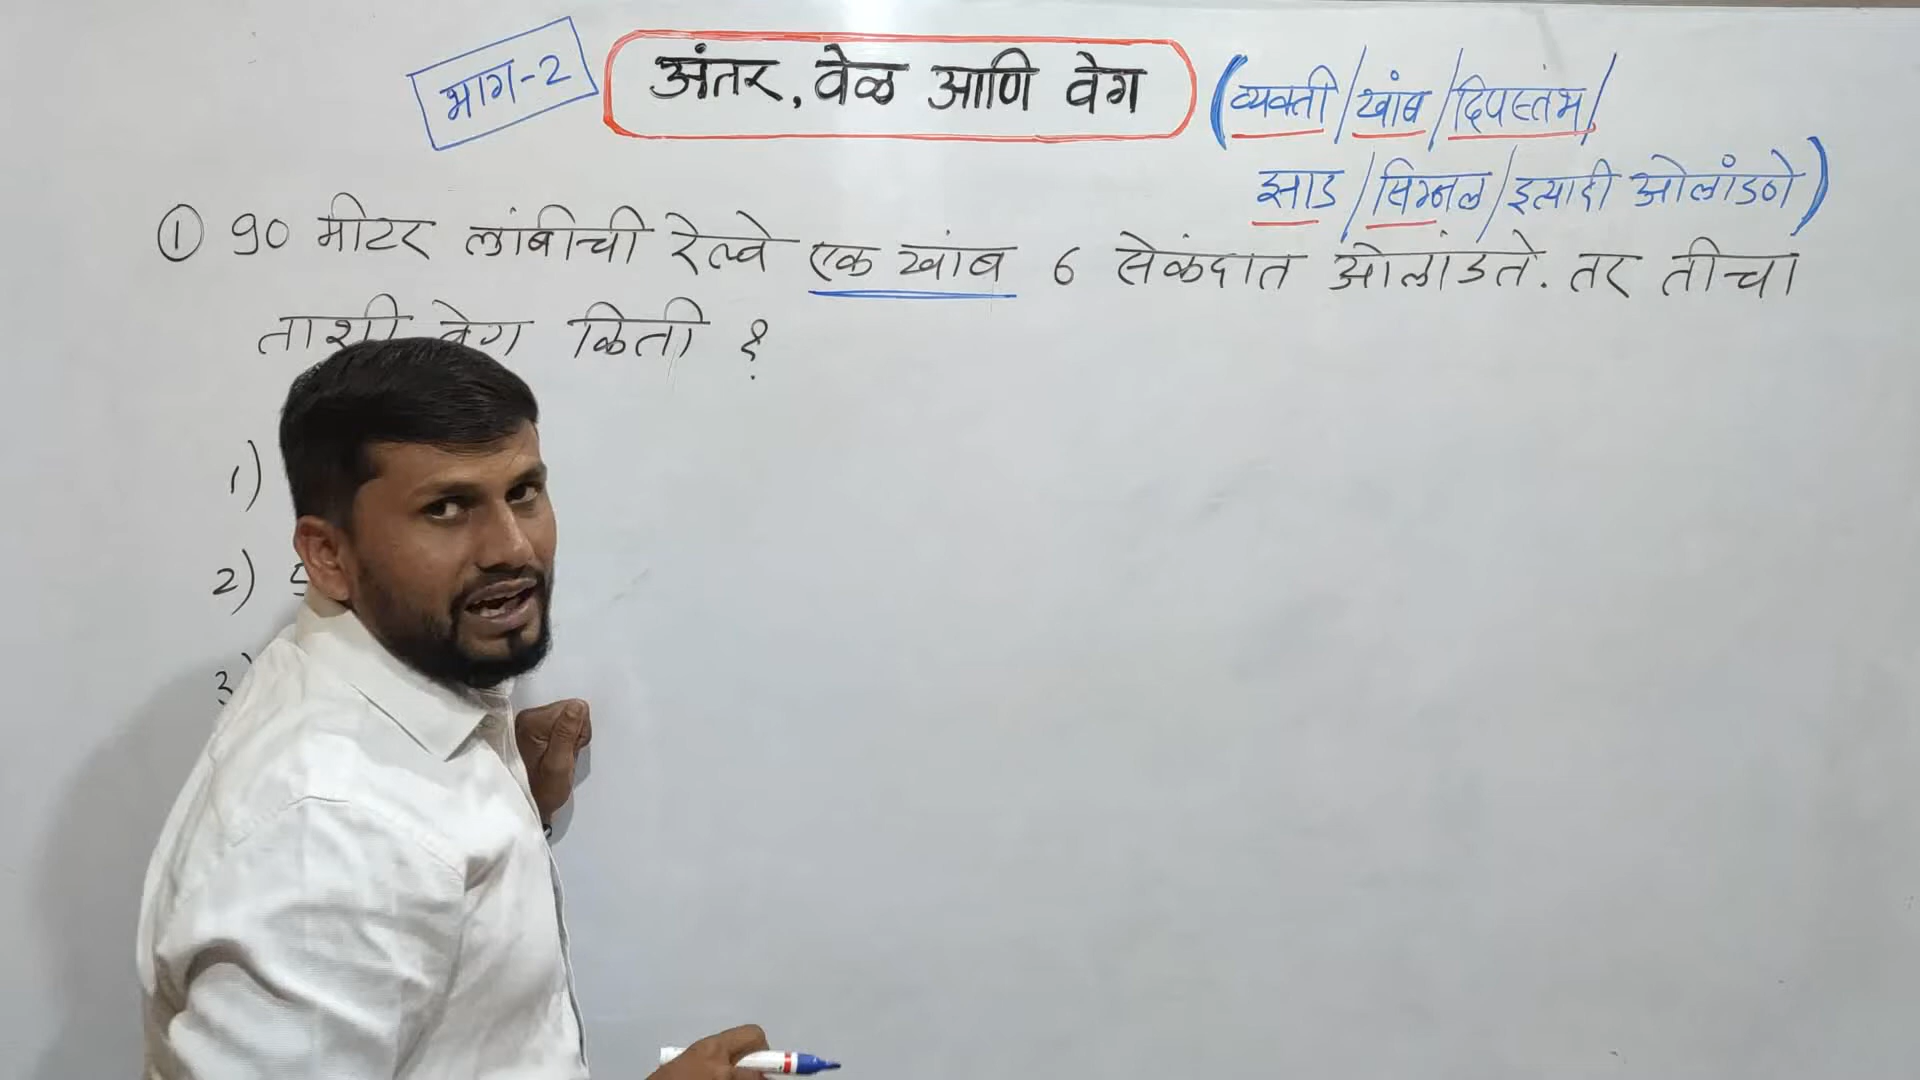 भाग-2
अंतर, वेळ आणि वेग
(व्यक्ती/खांब/दिपस्तंभ/
झाड/सिग्नल/इत्यादी ओलांडणे)
① 90 मीटर लांबीची रेल्वे एक खांब 6 सेकंदात ओलांडते. तर तीचा
ताशी वेग किती ?
1)
2)
3)